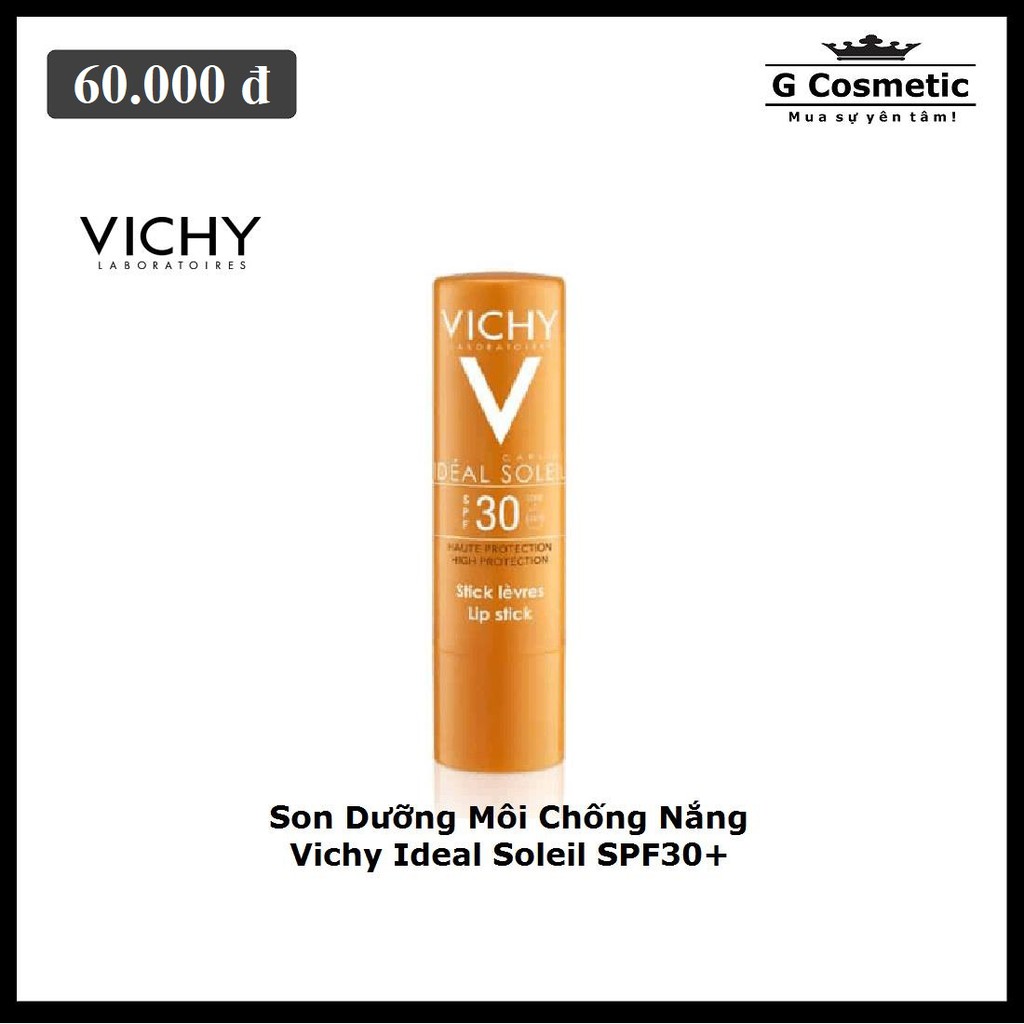 60.000 đ
G Cosmetic
Mua sự yên tâm!
VICHY
LABORATOIRES
VICHY
LABORATOIRES
V
IDÉAL SOLEIL
SPF 30
HAUTE PROTECTION
HIGH PROTECTION
Stick lèvres
Lip stick
Son Dưỡng Môi Chống Nắng
Vichy Ideal Soleil SPF30+